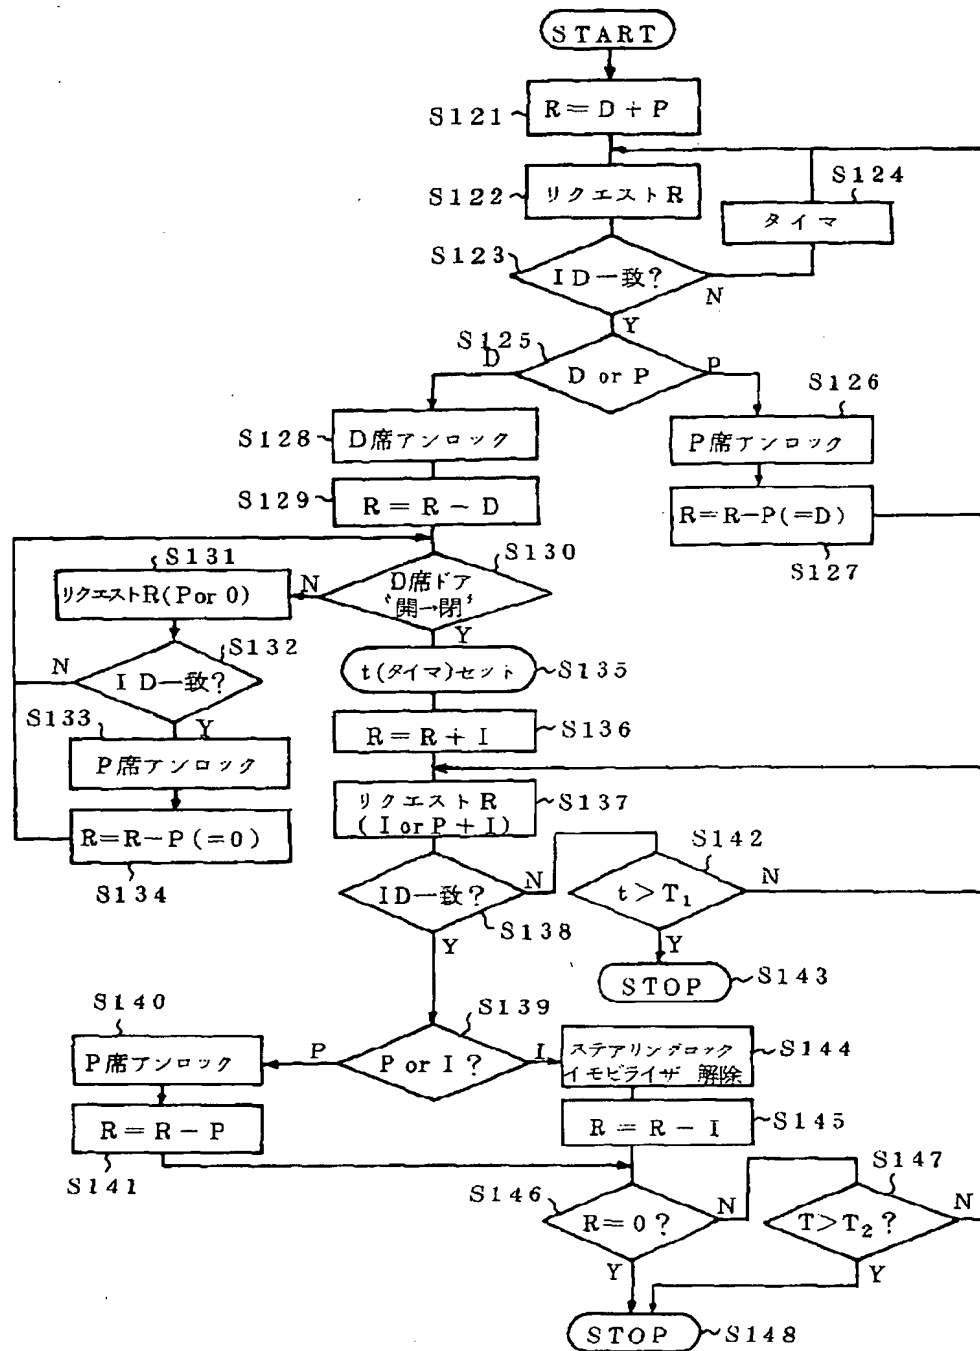 START
S121
R=D+P
S124
S122
リクエストR
タイマ
S123
ID一致?
N
Y
S125
D
D or P
P
S126
S128
D席アンロック
P席アンロック
S129
R=R-D
R=R-P(=D)
S127
S131
S130
リクエストR(P or 0)
N
D席ドア
"開→閉"
S132
Y
N
ID一致?
t(タイマ)セット
S135
S133
Y
R=R+I
S136
P席アンロック
リクエストR
(I or P+I)
S137
R=R-P(=0)
S134
S142
ID一致?
N
t>T1
N
S138
Y
Y
STOP
S143
S140
S139
P席アンロック
P
P or I?
I
ステアリングロック
イモビライザ 解除
S144
R=R-P
R=R-I
S145
S141
S147
S146
R=0?
N
T>T2?
N
Y
Y
STOP
S148